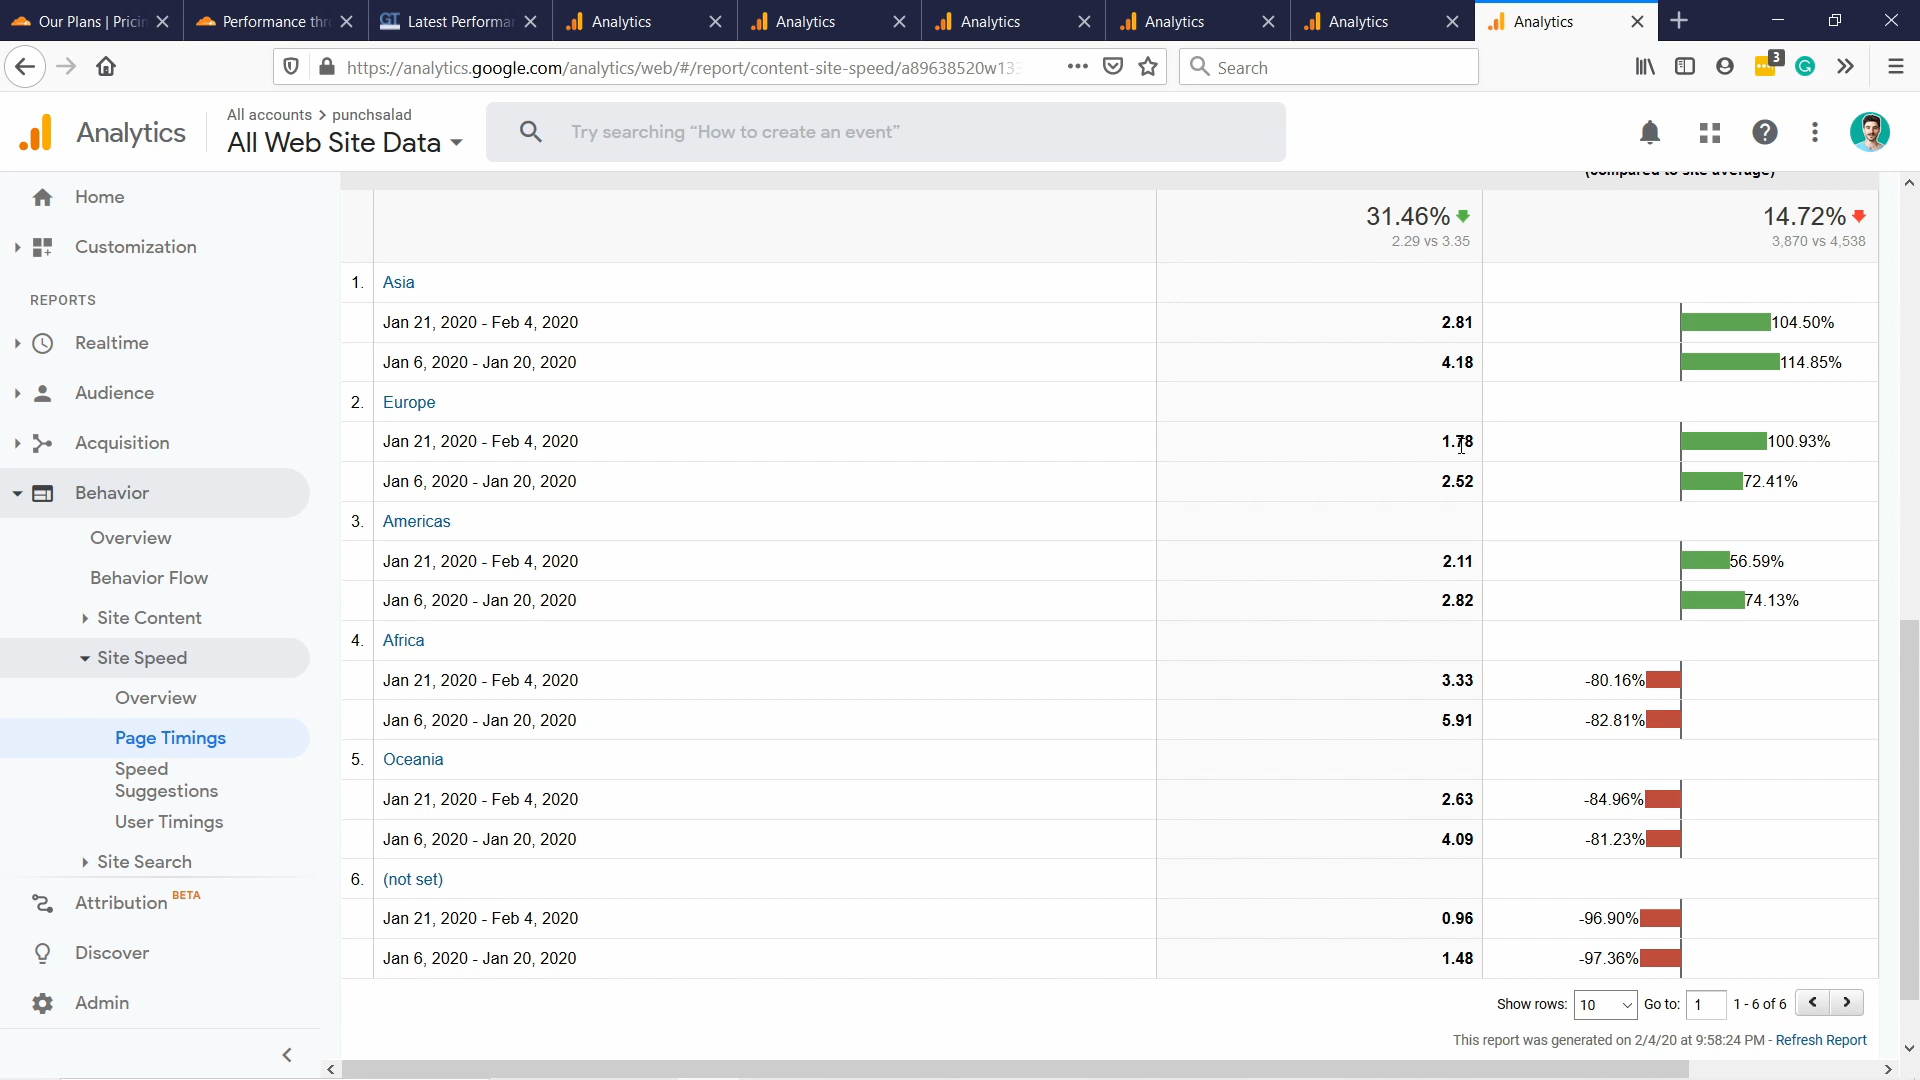 Our Plans | Pricin
Performance thr
GT Latest Performan
Analytics
Analytics
Analytics
Analytics
Analytics
Analytics
https://analytics.google.com/analytics/web/#/report/content-site-speed/a89638520w133
Search
3
Analytics
All accounts > punchsalad
All Web Site Data
Try searching “How to create an event”
Home
Customization
REPORTS
Realtime
Audience
Acquisition
Behavior
Overview
Behavior Flow
Site Content
Site Speed
Overview
Page Timings
Speed
Suggestions
User Timings
Site Search
Attribution BETA
Discover
Admin
(compared to site average)
31.46% 14.72%
2.29 vs 3.35 3,870 vs 4,538
1. Asia
Jan 21, 2020 - Feb 4, 2020 2.81 104.50%
Jan 6, 2020 - Jan 20, 2020 4.18 114.85%
2. Europe
Jan 21, 2020 - Feb 4, 2020 1.78 100.93%
Jan 6, 2020 - Jan 20, 2020 2.52 72.41%
3. Americas
Jan 21, 2020 - Feb 4, 2020 2.11 56.59%
Jan 6, 2020 - Jan 20, 2020 2.82 74.13%
4. Africa
Jan 21, 2020 - Feb 4, 2020 3.33 -80.16%
Jan 6, 2020 - Jan 20, 2020 5.91 -82.81%
5. Oceania
Jan 21, 2020 - Feb 4, 2020 2.63 -84.96%
Jan 6, 2020 - Jan 20, 2020 4.09 -81.23%
6. (not set)
Jan 21, 2020 - Feb 4, 2020 0.96 -96.90%
Jan 6, 2020 - Jan 20, 2020 1.48 -97.36%
Show rows: 10 Go to: 1 1 - 6 of 6
This report was generated on 2/4/20 at 9:58:24 PM - Refresh Report